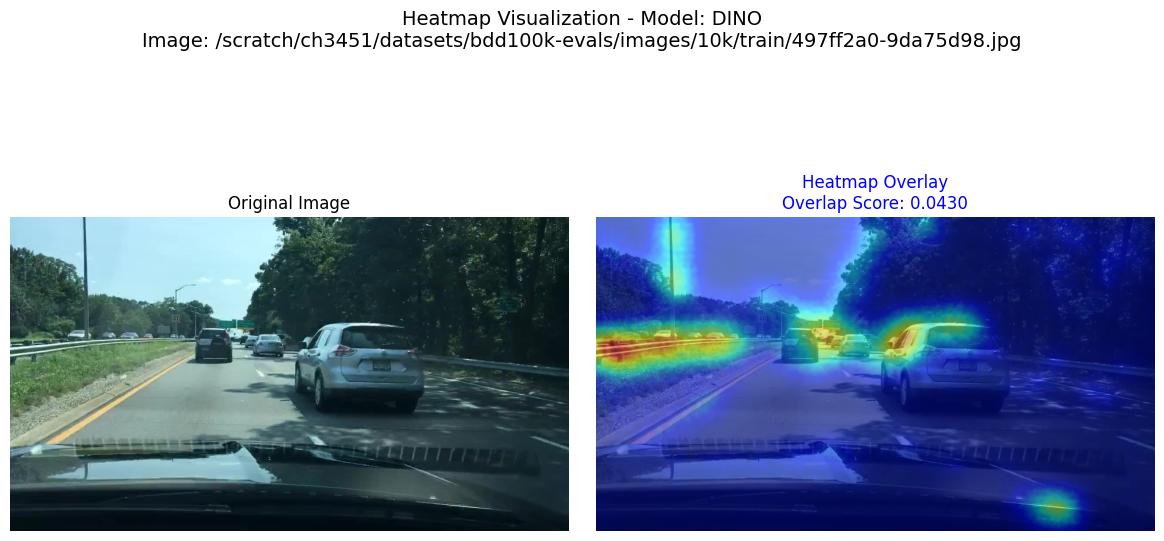 Heatmap Visualization - Model: DINO
Image: /scratch/ch3451/datasets/bdd100k-evals/images/10k/train/497ff2a0-9da75d98.jpg
Original Image
Heatmap Overlay
Overlap Score: 0.0430